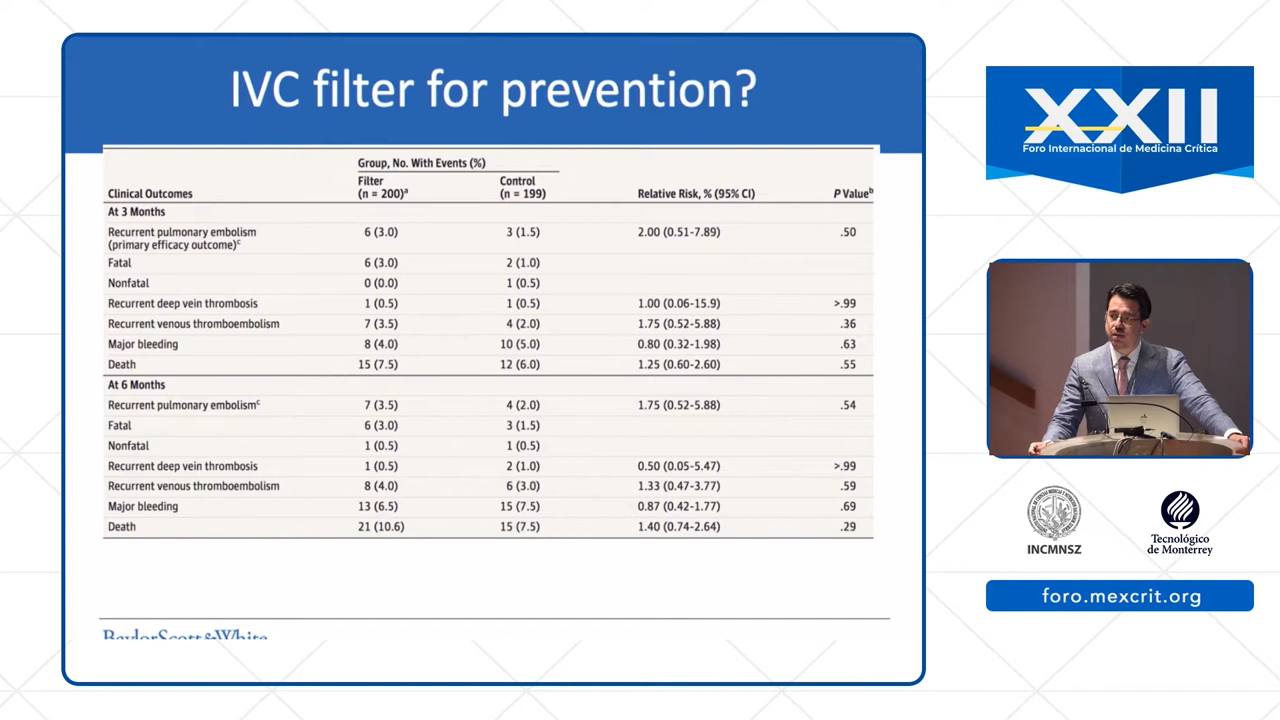 IVC filter for prevention?
Group, No. With Events (%)
Clinical Outcomes Filter (n = 200)a Control (n = 199) Relative Risk, % (95% CI) P Valueb
At 3 Months
Recurrent pulmonary embolism (primary efficacy outcome)c 6 (3.0) 3 (1.5) 2.00 (0.51-7.89) .50
Fatal 6 (3.0) 2 (1.0)
Nonfatal 0 (0.0) 1 (0.5)
Recurrent deep vein thrombosis 1 (0.5) 1 (0.5) 1.00 (0.06-15.9) >.99
Recurrent venous thromboembolism 7 (3.5) 4 (2.0) 1.75 (0.52-5.88) .36
Major bleeding 8 (4.0) 10 (5.0) 0.80 (0.32-1.98) .63
Death 15 (7.5) 12 (6.0) 1.25 (0.60-2.60) .55
At 6 Months
Recurrent pulmonary embolismc 7 (3.5) 4 (2.0) 1.75 (0.52-5.88) .54
Fatal 6 (3.0) 3 (1.5)
Nonfatal 1 (0.5) 1 (0.5)
Recurrent deep vein thrombosis 1 (0.5) 2 (1.0) 0.50 (0.05-5.47) >.99
Recurrent venous thromboembolism 8 (4.0) 6 (3.0) 1.33 (0.47-3.77) .59
Major bleeding 13 (6.5) 15 (7.5) 0.87 (0.42-1.77) .69
Death 21 (10.6) 15 (7.5) 1.40 (0.74-2.64) .29
BaylorScott&White
XXII
Foro Internacional de Medicina Crítica
INCMNSZ
Tecnológico
de Monterrey
foro.mexcrit.org